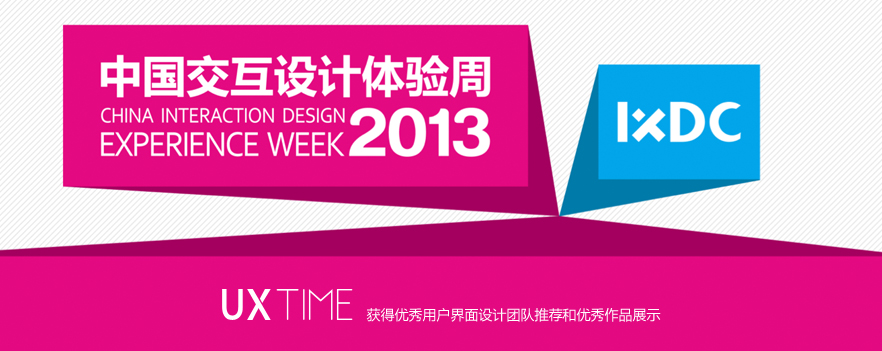 中国交互设计体验周
CHINA INTERACTION DESIGN
EXPERIENCE WEEK 2013
IXDC
UX TIME 获得优秀用户界面设计团队推荐和优秀作品展示